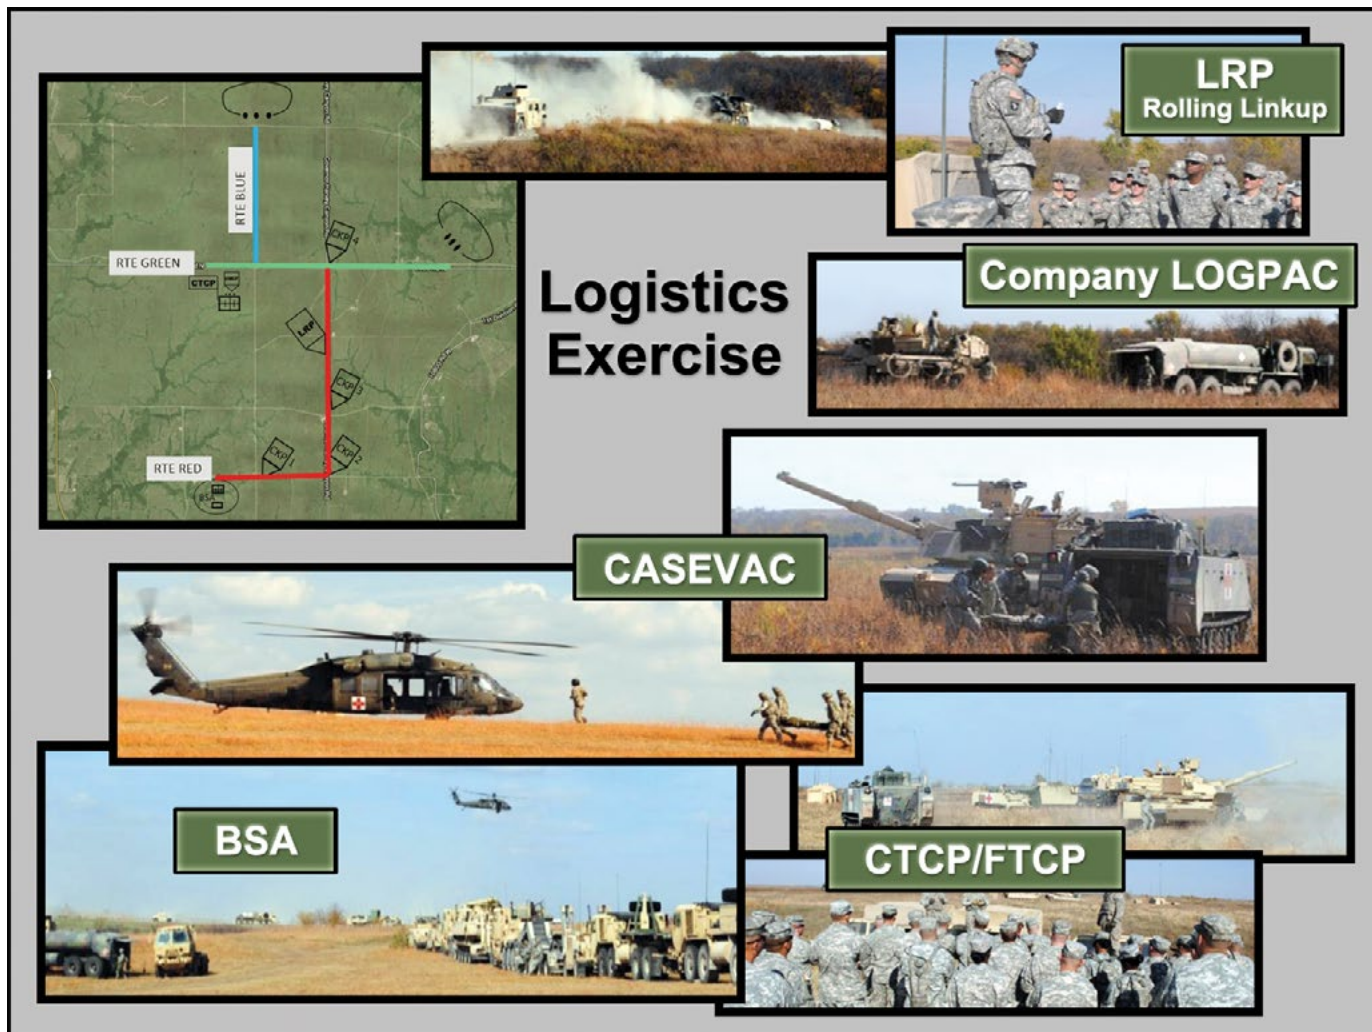 LRP
Rolling Linkup
Company LOGPAC
Logistics
Exercise
RTE BLUE
CKP 4
RTE GREEN
CTCP
LRP
CKP 3
CKP 1
CKP 2
RTE RED
BSA
CASEVAC
BSA
CTCP/FTCP